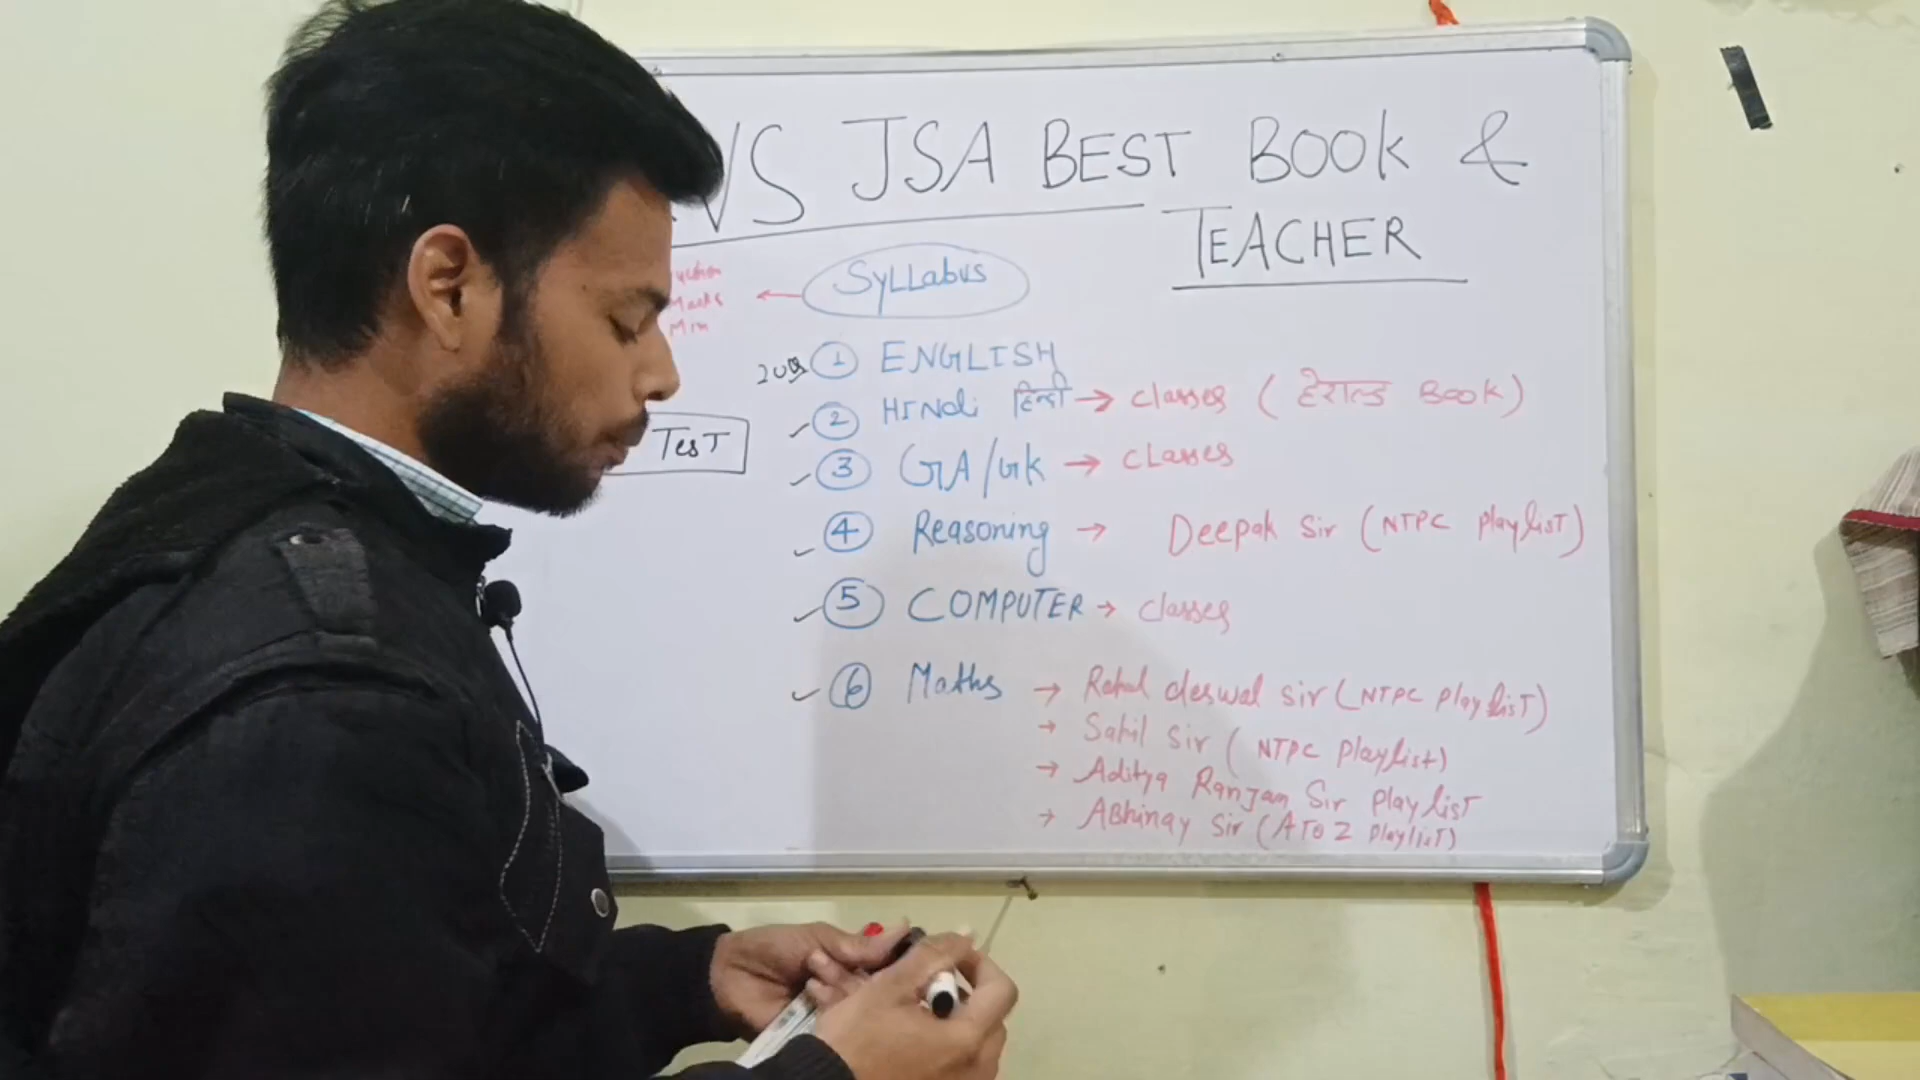 VS JSA BEST BOOK &
TEACHER
Syllabus
Marks
Min
① ENGLISH
② HINdi हिन्दी → classes ( हेराल्ड Book )
Test
③ GA/GK → cLasses
④ Reasoning → Deepak Sir (NTPC playlisT)
⑤ COMPUTER → classes
⑥ Maths → Rahul deswal sir (NTPC playlisT)
→ Sahil sir ( NTPC playlist)
→ Aditya Ranjan Sir playlisT
→ ABhinay Sir (A TO Z playlisT)